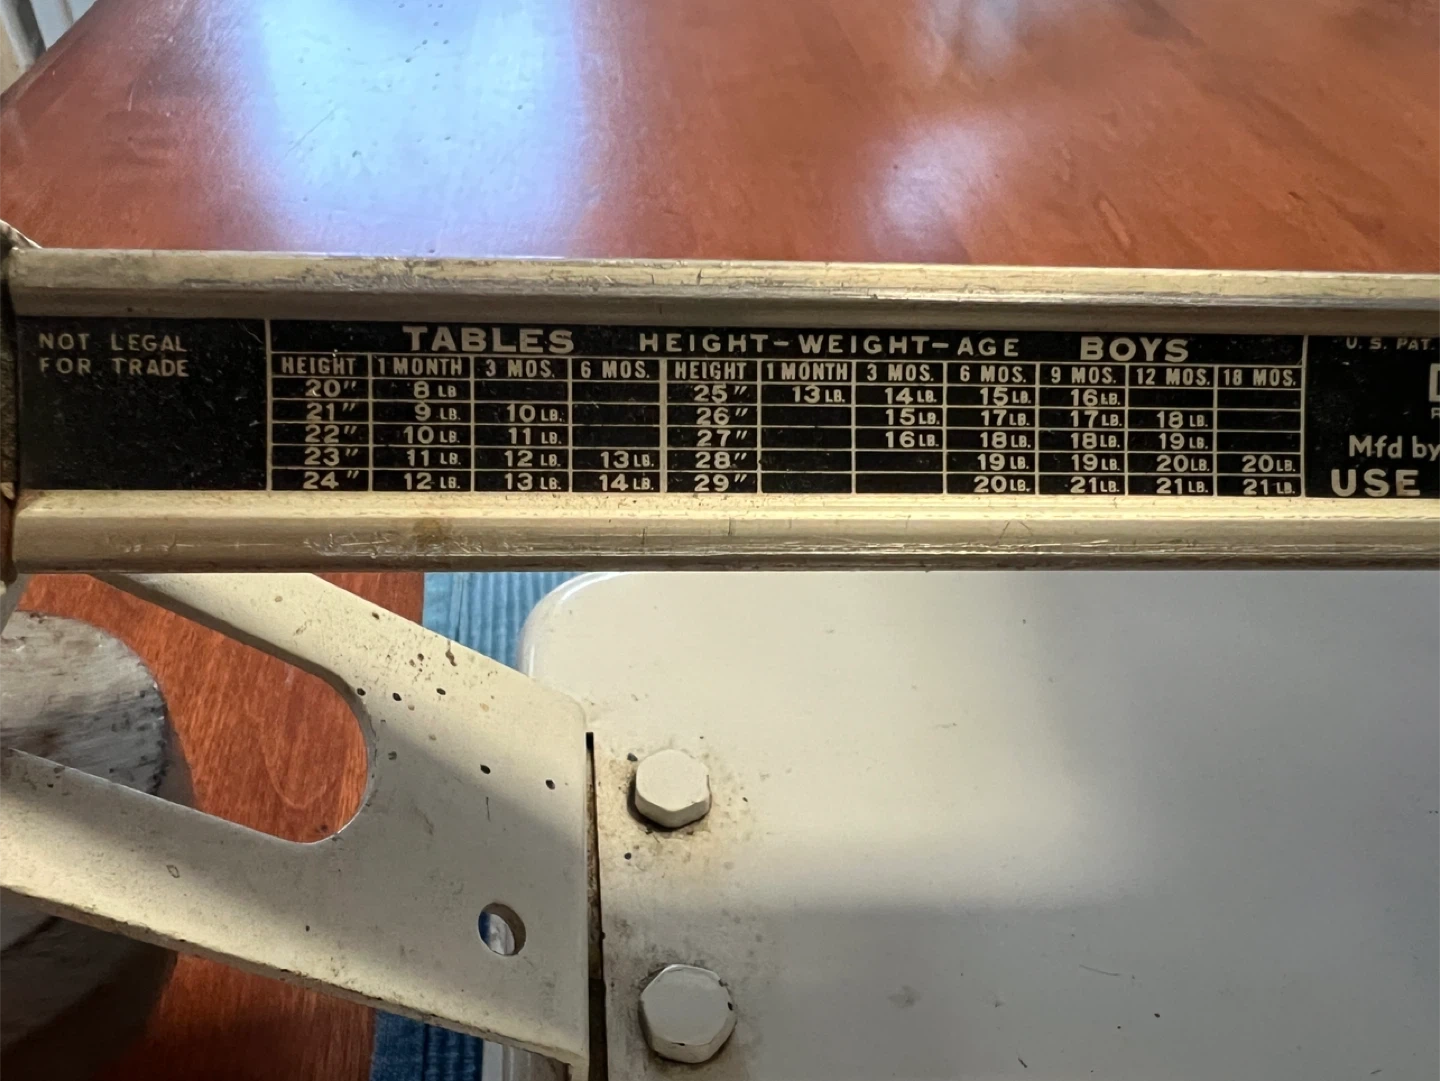 NOT LEGAL
FOR TRADE
TABLES HEIGHT-WEIGHT-AGE BOYS
HEIGHT 1 MONTH 3 MOS. 6 MOS. HEIGHT 1 MONTH 3 MOS. 6 MOS. 9 MOS. 12 MOS. 18 MOS.
20" 8 LB 25" 13 LB. 14 LB. 15 LB. 16 LB.
21" 9 LB. 10 LB. 26" 15 LB. 17 LB. 17 LB. 18 LB.
22" 10 LB. 11 LB. 27" 16 LB. 18 LB. 18 LB. 19 LB.
23" 11 LB. 12 LB. 13 LB. 28" 19 LB. 19 LB. 20 LB. 20 LB.
24" 12 LB. 13 LB. 14 LB. 29" 20 LB. 21 LB. 21 LB. 21 LB.
U. S. PAT.
Mfd by
USE